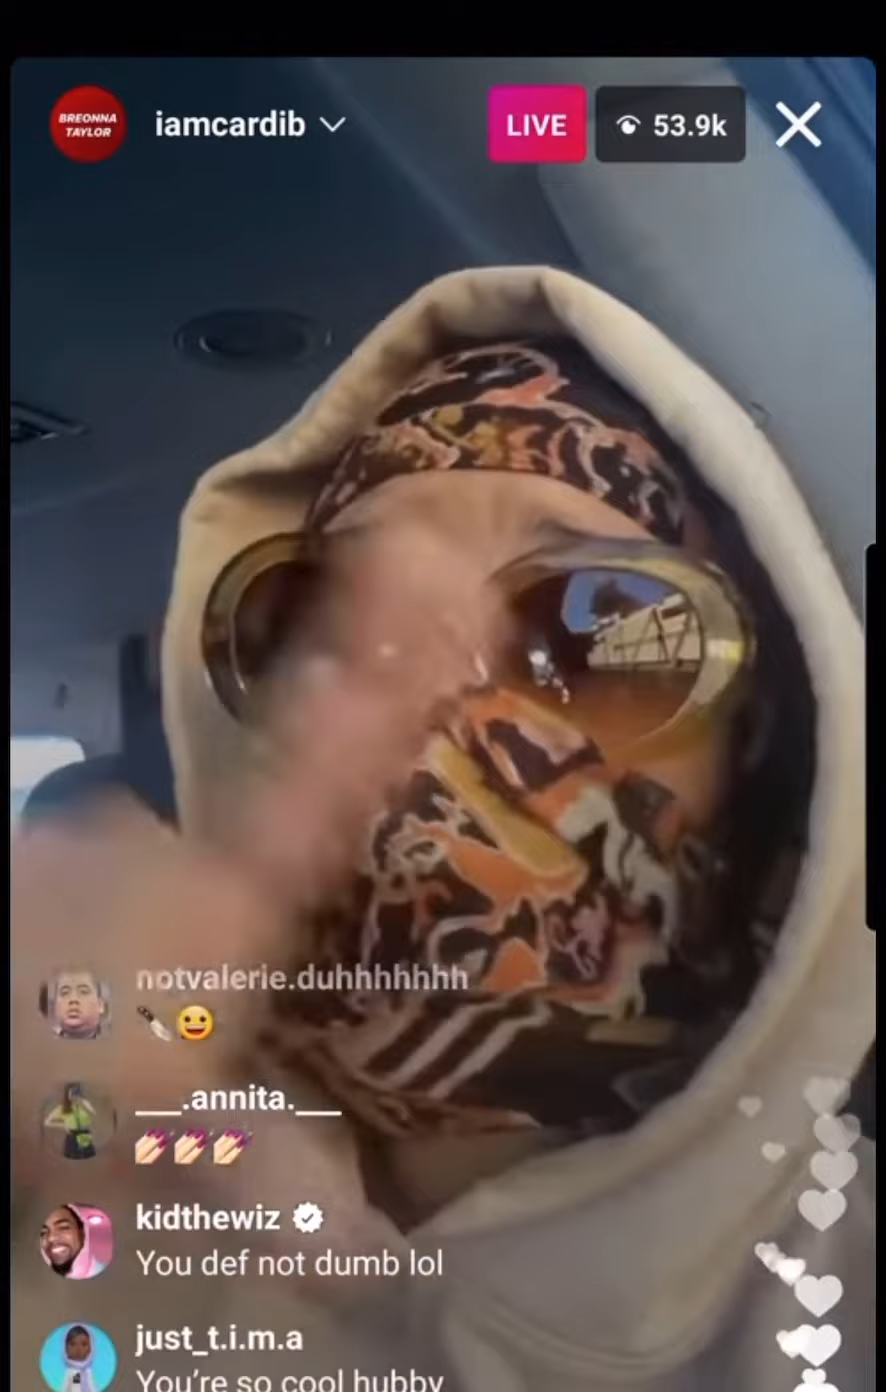 BREONNA
TAYLOR
iamcardib
LIVE
53.9k
notvalerie.duhhhhhhh
🔪😀
___.annita.___
💅🏻💅🏻💅🏻
kidthewiz
You def not dumb lol
just_t.i.m.a
You’re so cool hubby